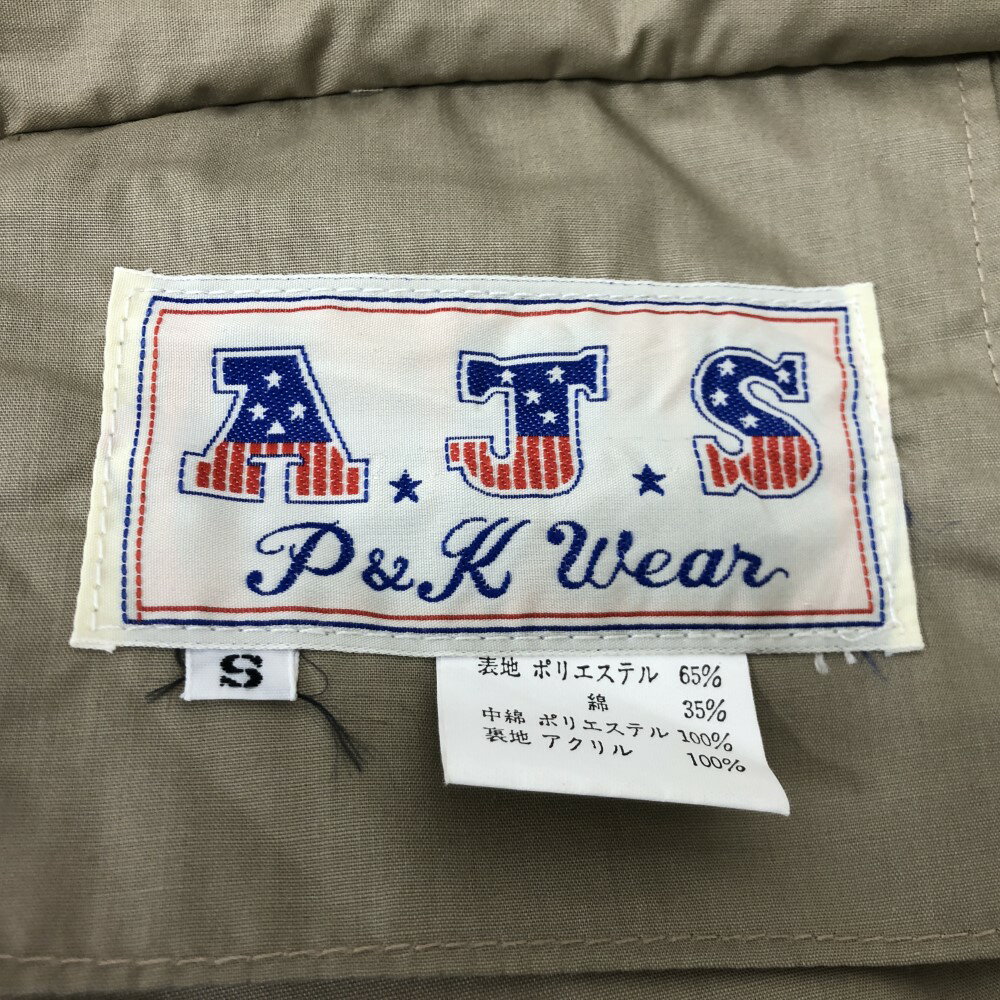 A★J★S
P&K Wear
S
表地 ポリエステル 65%
綿 35%
中綿 ポリエステル 100%
裏地 アクリル 100%